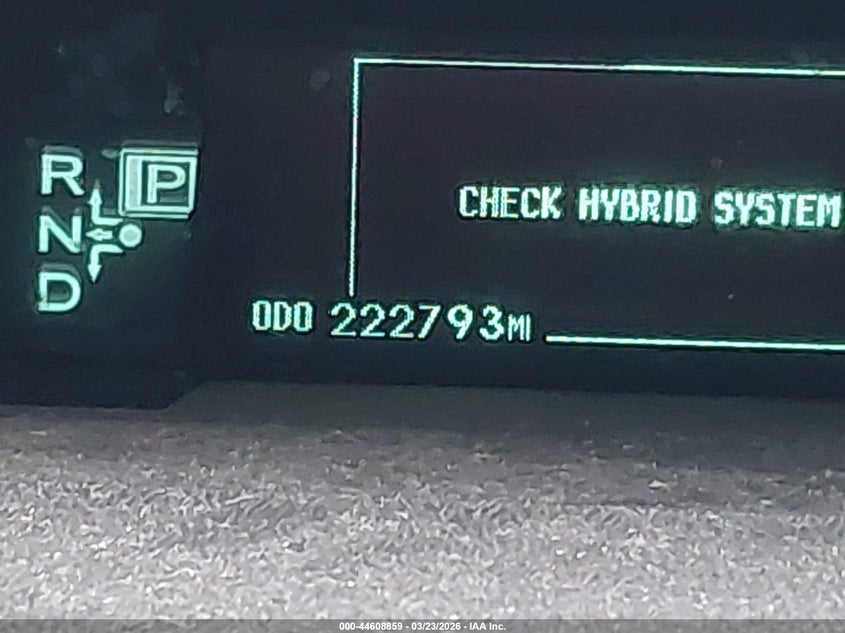 R P
N
D
CHECK HYBRID SYSTEM
ODO 222793MI
000-44608859 - 03/23/2026 - IAA Inc.